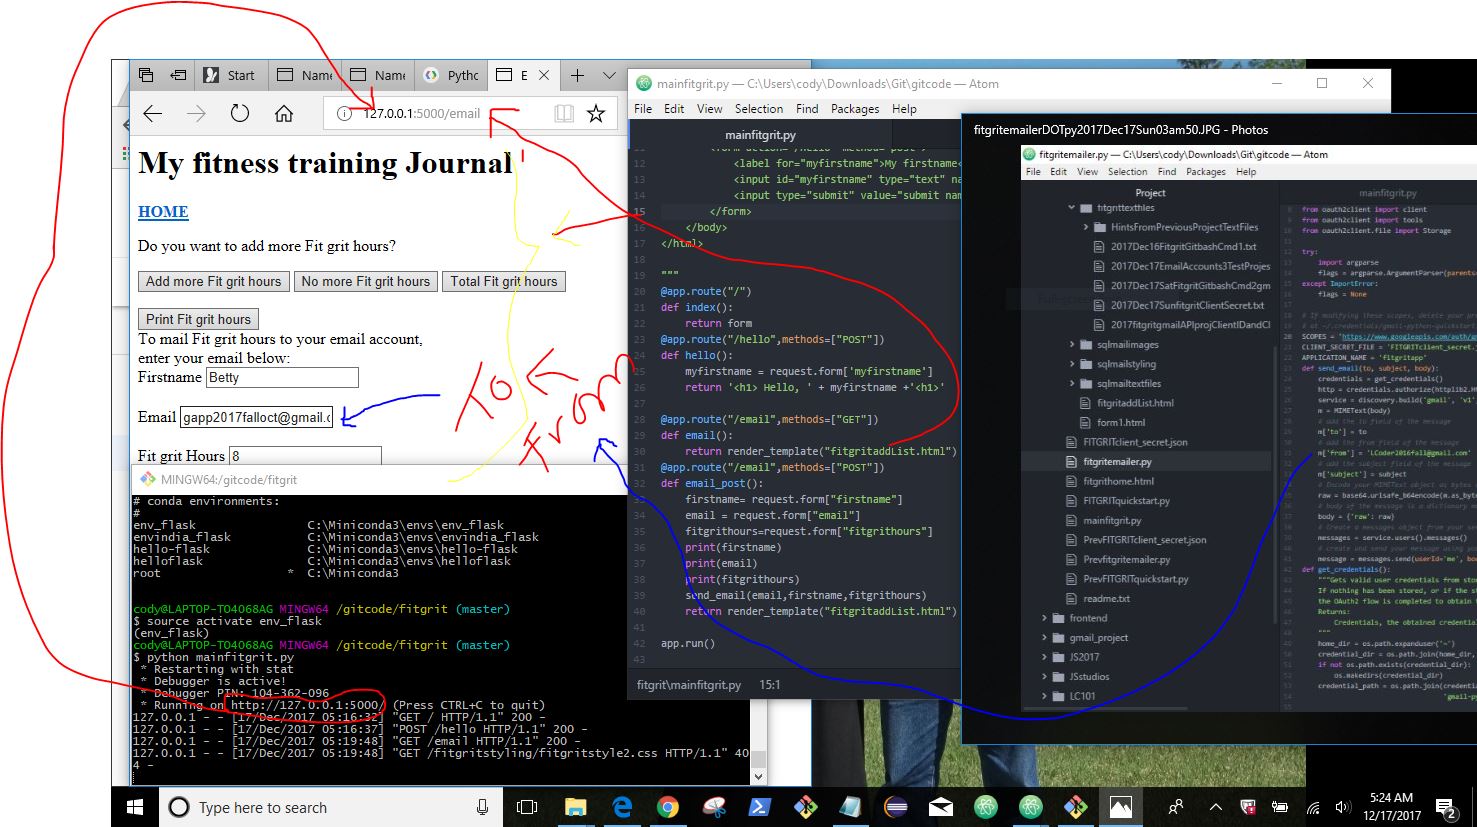 Start
Name
Name
Pytho
E
127.0.0.1:5000/email
My fitness training Journal
HOME
Do you want to add more Fit grit hours?
Add more Fit grit hours No more Fit grit hours Total Fit grit hours
Print Fit grit hours
To mail Fit grit hours to your email account,
enter your email below:
Firstname Betty
Email gapp2017falloct@gmail.c
Fit grit Hours 8
to
from
MINGW64:/gitcode/fitgrit
# conda environments:
#
env_flask C:\Miniconda3\envs\env_flask
envindia_flask C:\Miniconda3\envs\envindia_flask
hello-flask C:\Miniconda3\envs\hello-flask
helloflask C:\Miniconda3\envs\helloflask
root * C:\Miniconda3
cody@LAPTOP-TO4068AG MINGW64 /gitcode/fitgrit (master)
$ source activate env_flask
(env_flask)
cody@LAPTOP-TO4068AG MINGW64 /gitcode/fitgrit (master)
$ python mainfitgrit.py
* Restarting with stat
* Debugger is active!
* Debugger PIN: 104-362-096
* Running on http://127.0.0.1:5000/ (Press CTRL+C to quit)
127.0.0.1 - - [17/Dec/2017 05:16:32] "GET / HTTP/1.1" 200 -
127.0.0.1 - - [17/Dec/2017 05:16:37] "POST /hello HTTP/1.1" 200 -
127.0.0.1 - - [17/Dec/2017 05:19:48] "GET /email HTTP/1.1" 200 -
127.0.0.1 - - [17/Dec/2017 05:19:48] "GET /fitgritstyling/fitgritstyle2.css HTTP/1.1" 40
4 -
mainfitgrit.py — C:\Users\cody\Downloads\Git\gitcode — Atom
File Edit View Selection Find Packages Help
mainfitgrit.py
12 <label for="myfirstname">My firstname<
13 <input id="myfirstname" type="text" na
14 <input type="submit" value="submit nam
15 </form>
16 </body>
17 </html>
18
19 """
20 @app.route("/")
21 def index():
22 return form
23 @app.route("/hello",methods=["POST"])
24 def hello():
25 myfirstname = request.form['myfirstname']
26 return '<h1> Hello, ' + myfirstname +'<h1>'
27
28 @app.route("/email",methods=["GET"])
29 def email():
30 return render_template("fitgritaddList.html")
31 @app.route("/email",methods=["POST"])
32 def email_post():
33 firstname= request.form["firstname"]
34 email = request.form["email"]
35 fitgrithours=request.form["fitgrithours"]
36 print(firstname)
37 print(email)
38 print(fitgrithours)
39 send_email(email,firstname,fitgrithours)
40 return render_template("fitgritaddList.html")
41
42 app.run()
43
fitgrit\mainfitgrit.py 15:1
fitgritemailerDOTpy2017Dec17Sun03am50.JPG - Photos
fitgritemailer.py — C:\Users\cody\Downloads\Git\gitcode — Atom
File Edit View Selection Find Packages Help
Project
fitgrittextfiles
HintsFromPreviousProjectTextFiles
2017Dec16FitgritGitbashCmd1.txt
2017Dec17EmailAccounts3TestProjes
2017Dec17SatFitgritGitbashCmd2gm
2017Dec17SunfitgritClientSecret.txt
2017fitgritgmailAPIprojClientIDandCl
sqlmailimages
sqlmailstyling
sqlmailtextfiles
fitgritaddList.html
form1.html
FITGRITclient_secret.json
fitgritemailer.py
fitgrithome.html
FITGRITquickstart.py
mainfitgrit.py
PrevFITGRITclient_secret.json
Prevfitgritemailer.py
PrevFITGRITquickstart.py
readme.txt
frontend
gmail_project
JS2017
JSstudios
LC101
mainfitgrit.py
from oauth2client import client
from oauth2client import tools
from oauth2client.file import Storage
try:
import argparse
flags = argparse.ArgumentParser(parents=
except ImportError:
flags = None
# If modifying these scopes, delete your pre
# at ~/.credentials/gmail-python-quickstart
SCOPES = 'https://www.googleapis.com/auth/gm
CLIENT_SECRET_FILE = 'FITGRITclient_secret.j
APPLICATION_NAME = 'fitgritapp'
def send_email(to, subject, body):
credentials = get_credentials()
http = credentials.authorize(httplib2.Ht
service = discovery.build('gmail', 'v1',
m = MIMEText(body)
# add the to field of the message
m['to'] = to
# add the from field of the message
m['from'] = 'LCoder2016fall@gmail.com'
# add the subject field of the message
m['subject'] = subject
# Encode your MIMEText object as bytes
raw = base64.urlsafe_b64encode(m.as_byte
# body of the message is a dictionary
body = {'raw': raw}
# Create a messages object from your ser
messages = service.users().messages()
# create and send your message using you
message = messages.send(userId='me', bod
def get_credentials():
"""Gets valid user credentials from stor
If nothing has been stored, or if the st
the OAuth2 flow is completed to obtain t
Returns:
Credentials, the obtained credential
"""
home_dir = os.path.expanduser('~')
credential_dir = os.path.join(home_dir,
if not os.path.exists(credential_dir):
os.makedirs(credential_dir)
credential_path = os.path.join(credential
'gmail-py
Type here to search
5:24 AM
12/17/2017
2